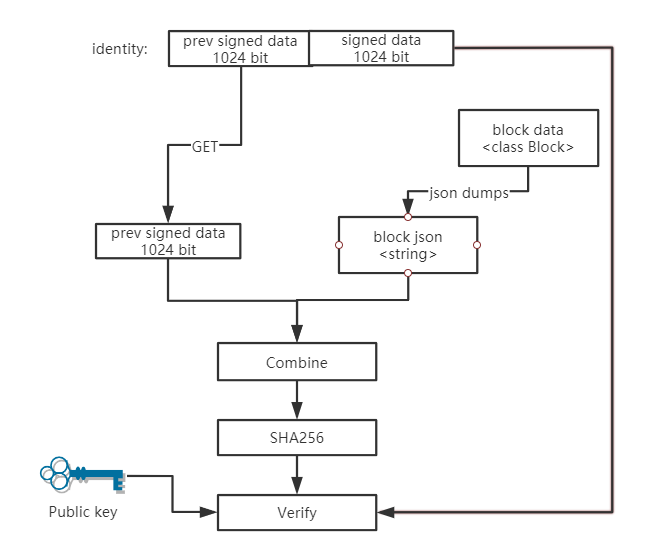 identity:
prev signed data
1024 bit
signed data
1024 bit
block data
<class Block>
GET
json dumps
prev signed data
1024 bit
block json
<string>
Combine
SHA256
Public key
Verify